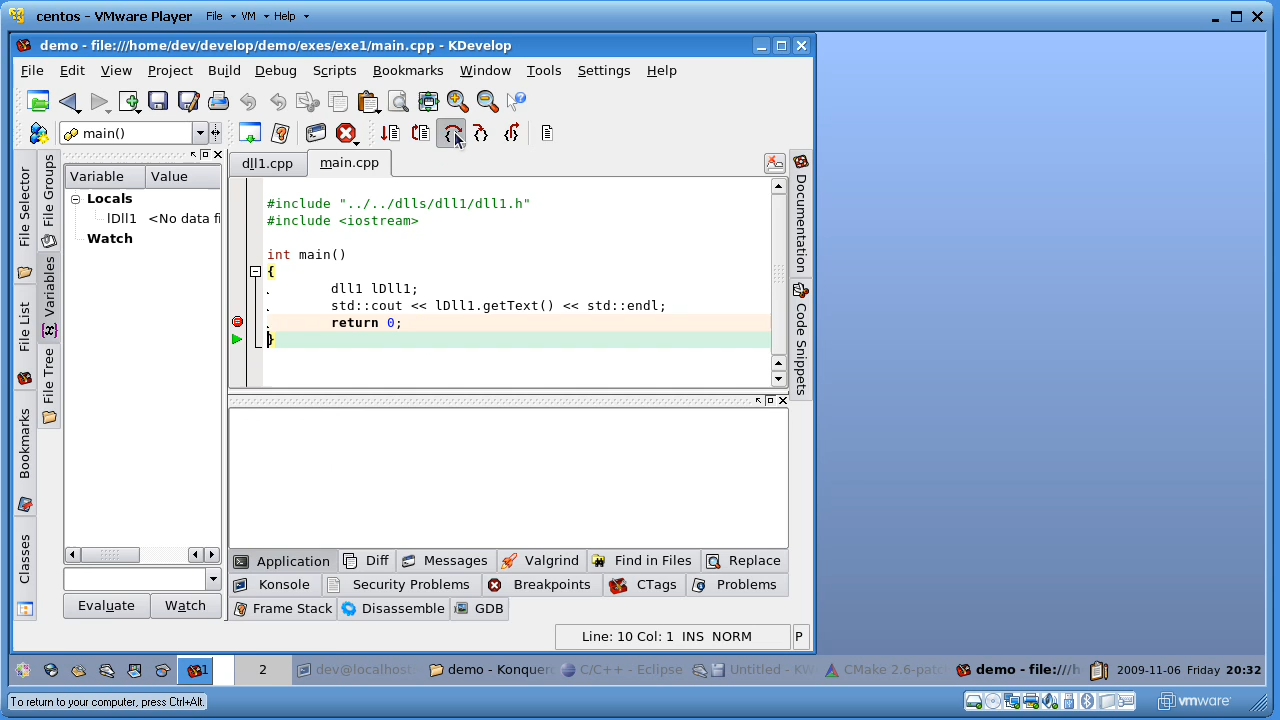 centos - VMware Player File VM Help
demo - file:///home/dev/develop/demo/exes/exe1/main.cpp - KDevelop
File Edit View Project Build Debug Scripts Bookmarks Window Tools Settings Help
main()
dll1.cpp main.cpp
Variable Value
Locals
lDll1 <No data fi
Watch
File Selector
File List
Bookmarks
Classes
File Groups
Variables
File Tree
#include "../../dlls/dll1/dll1.h"
#include <iostream>
int main()
{
dll1 lDll1;
std::cout << lDll1.getText() << std::endl;
return 0;
}
Documentation
Code Snippets
Evaluate Watch
Application Diff Messages Valgrind Find in Files Replace
Konsole Security Problems Breakpoints CTags Problems
Frame Stack Disassemble GDB
Line: 10 Col: 1 INS NORM P
1 2 dev@localhost: demo - Konquer C/C++ - Eclipse Untitled - KW CMake 2.6-patc demo - file:///h 2009-11-06 Friday 20:32
To return to your computer, press Ctrl+Alt.
vmware